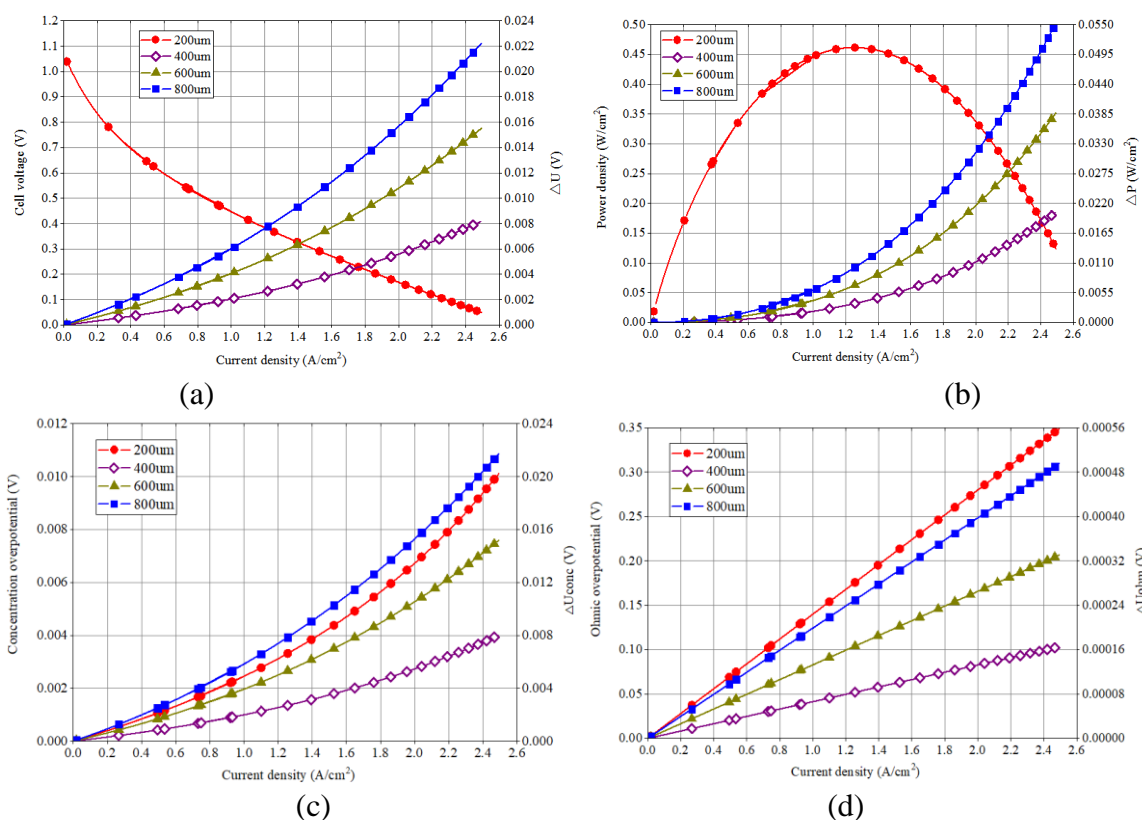 1.2
1.1
1.0
0.9
0.8
0.7
0.6
0.5
0.4
0.3
0.2
0.1
0.0
Cell voltage (V)
200um
400um
600um
800um
0.024
0.022
0.020
0.018
0.016
0.014
0.012
0.010
0.008
0.006
0.004
0.002
0.000
△U (V)
0.0 0.2 0.4 0.6 0.8 1.0 1.2 1.4 1.6 1.8 2.0 2.2 2.4 2.6
Current density (A/cm²)
(a)
0.50
0.45
0.40
0.35
0.30
0.25
0.20
0.15
0.10
0.05
0.00
Power density (W/cm²)
200um
400um
600um
800um
0.0550
0.0495
0.0440
0.0385
0.0330
0.0275
0.0220
0.0165
0.0110
0.0055
0.0000
△P (W/cm²)
0.0 0.2 0.4 0.6 0.8 1.0 1.2 1.4 1.6 1.8 2.0 2.2 2.4 2.6
Current density (A/cm²)
(b)
0.012
0.010
0.008
0.006
0.004
0.002
0.000
Concentration overpotential (V)
200um
400um
600um
800um
0.024
0.020
0.016
0.012
0.008
0.004
0.000
△Uconc (V)
0.0 0.2 0.4 0.6 0.8 1.0 1.2 1.4 1.6 1.8 2.0 2.2 2.4 2.6
Current density (A/cm²)
(c)
0.35
0.30
0.25
0.20
0.15
0.10
0.05
0.00
Ohmic overpotential (V)
200um
400um
600um
800um
0.00056
0.00048
0.00040
0.00032
0.00024
0.00016
0.00008
0.00000
△Uohm (V)
0.0 0.2 0.4 0.6 0.8 1.0 1.2 1.4 1.6 1.8 2.0 2.2 2.4 2.6
Current density (A/cm²)
(d)